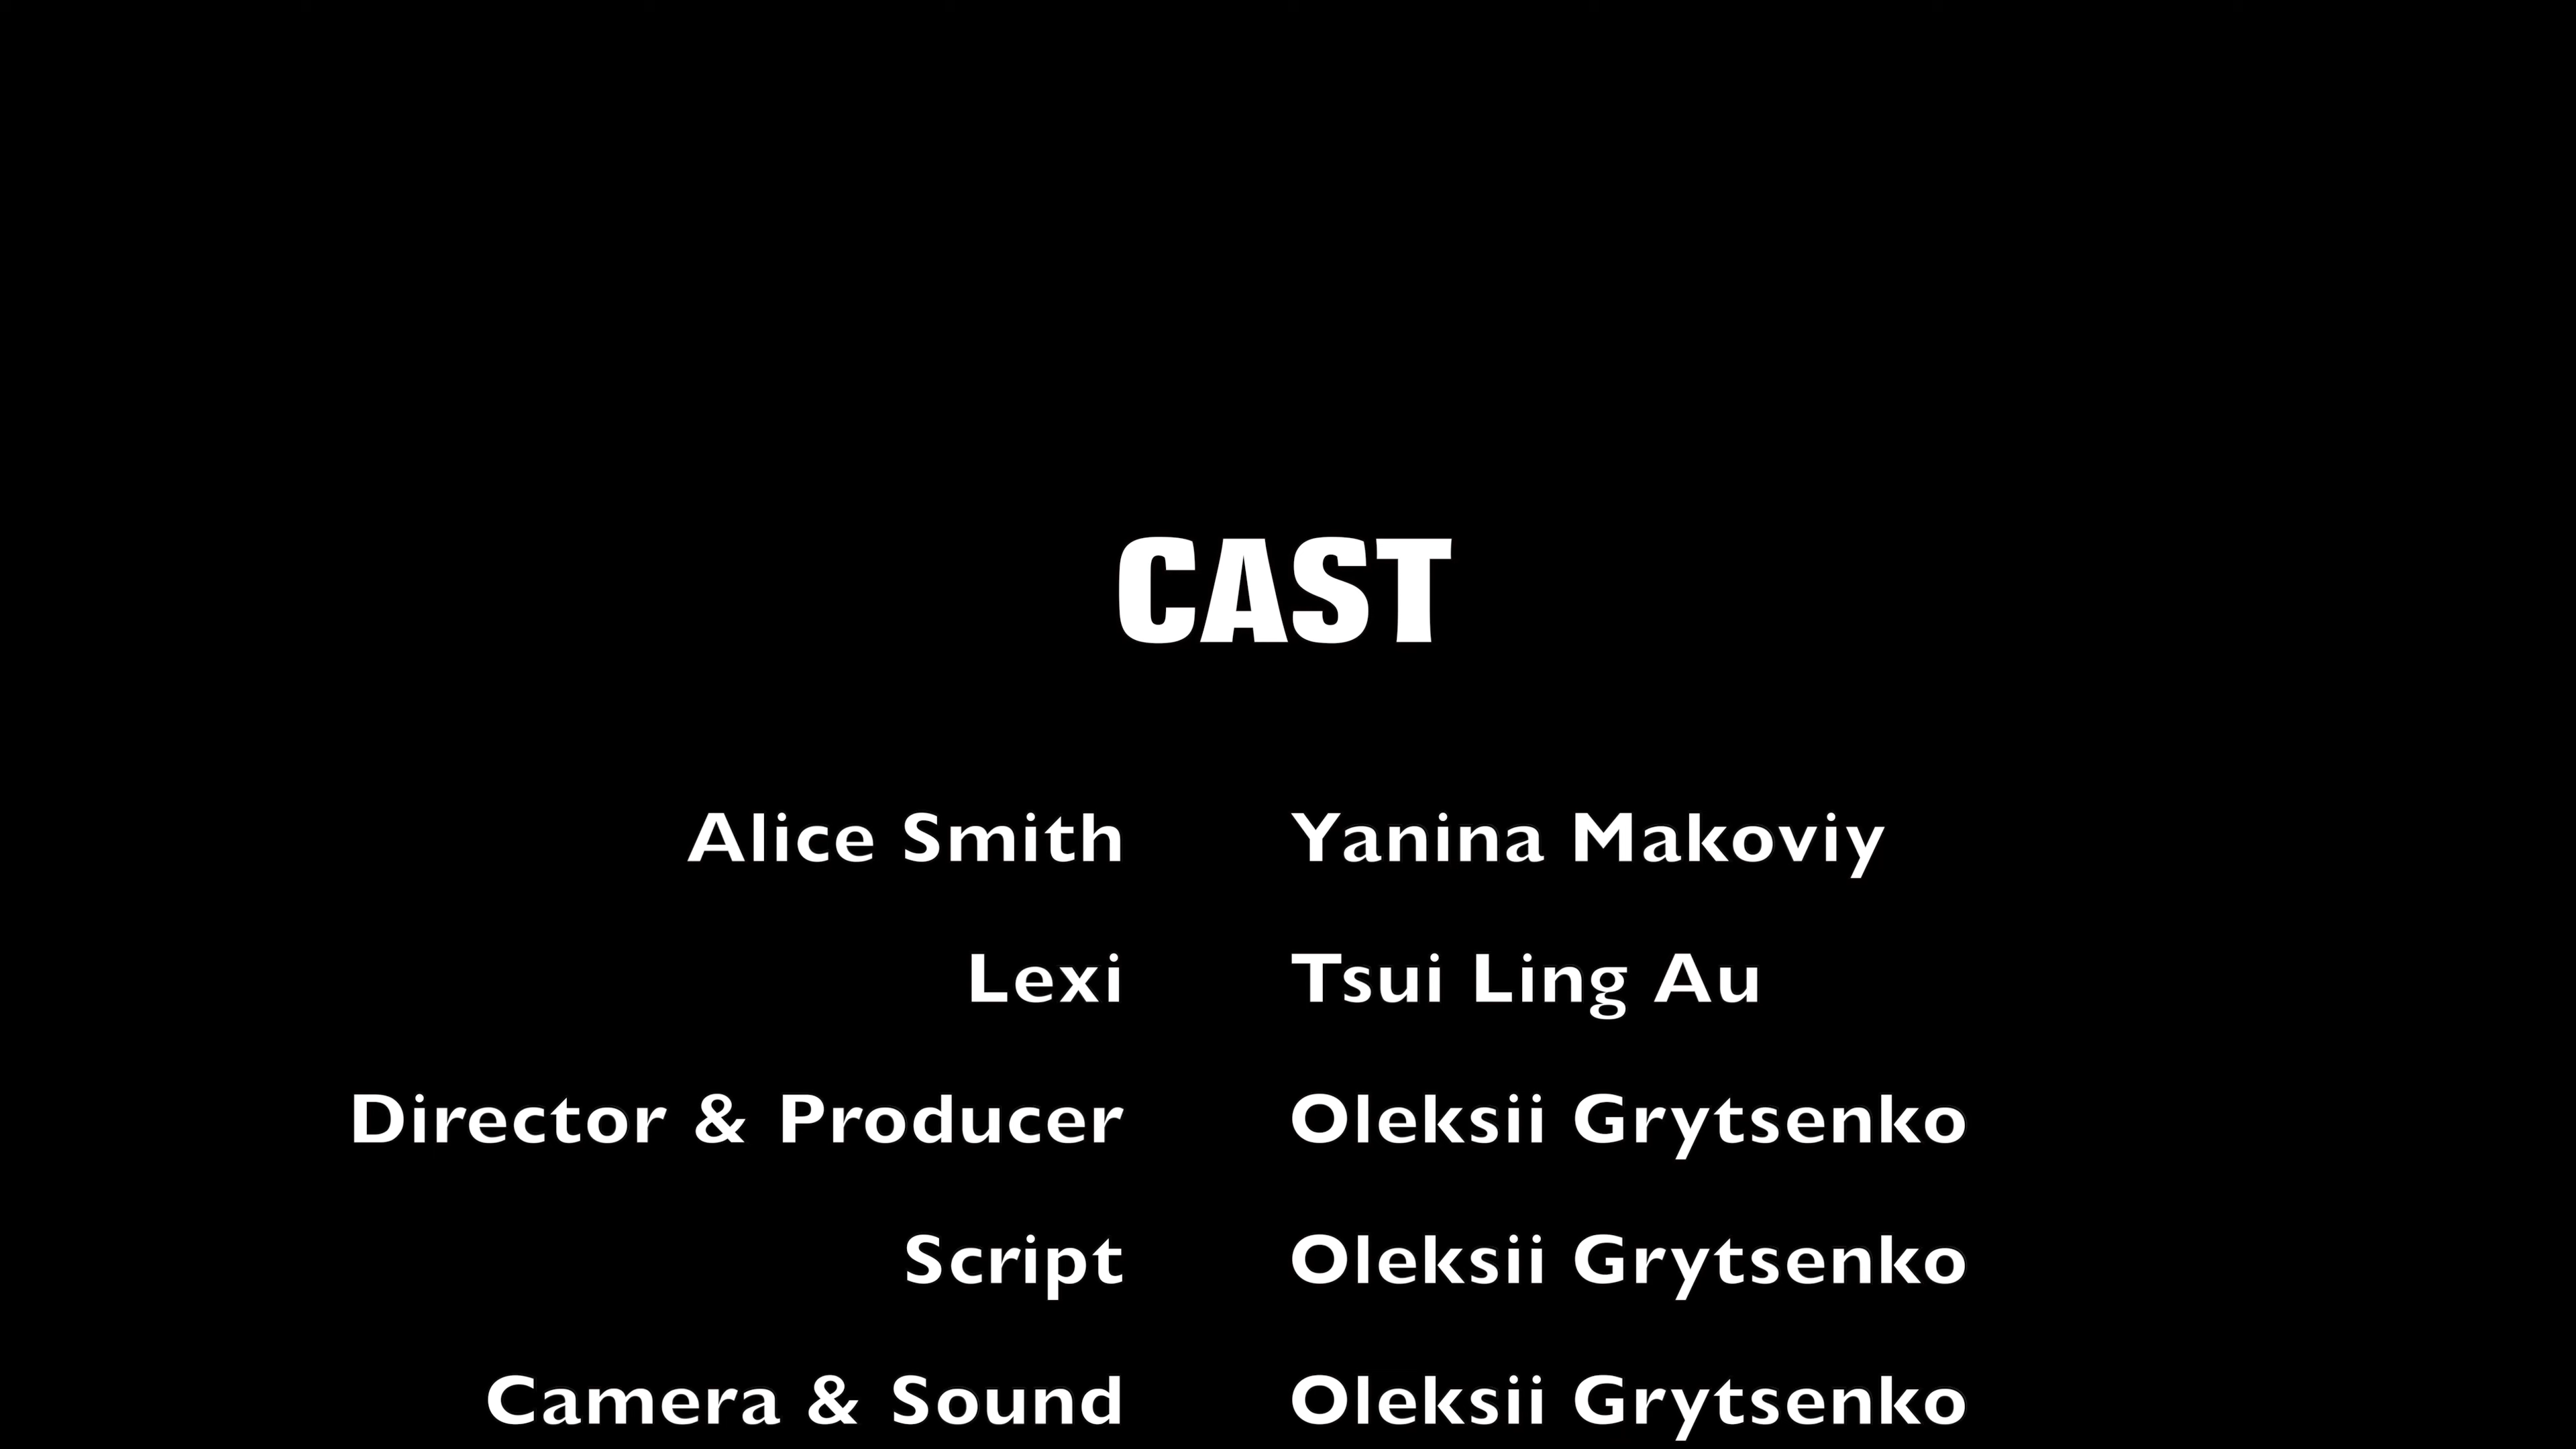 CAST
Alice Smith Yanina Makoviy
Lexi Tsui Ling Au
Director & Producer Oleksii Grytsenko
Script Oleksii Grytsenko
Camera & Sound Oleksii Grytsenko